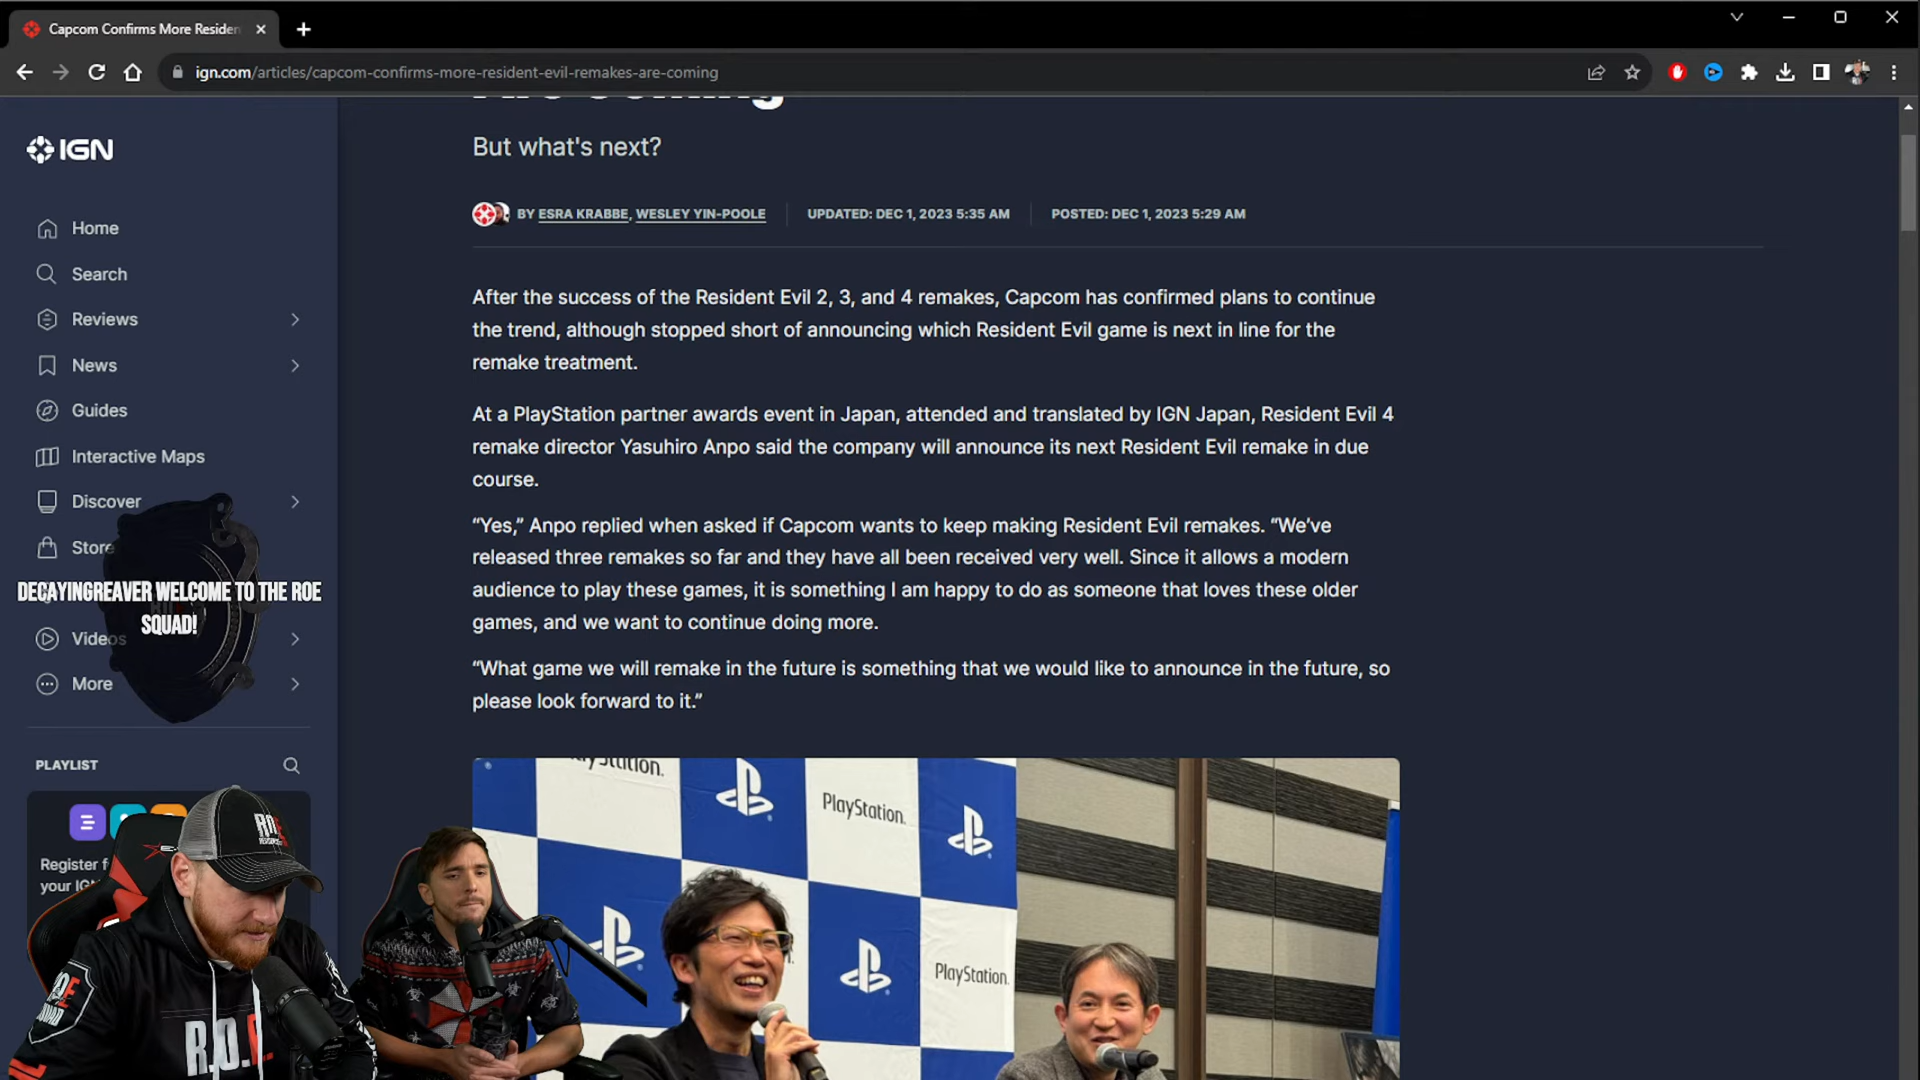 Capcom Confirms More Residen
ign.com/articles/capcom-confirms-more-resident-evil-remakes-are-coming
Are Coming
IGN
But what's next?
BY ESRA KRABBE, WESLEY YIN-POOLE
UPDATED: DEC 1, 2023 5:35 AM
POSTED: DEC 1, 2023 5:29 AM
Home
Search
Reviews
News
Guides
Interactive Maps
Discover
Store
DECAYINGREAVER WELCOME TO THE ROE
SQUAD!
Videos
More
PLAYLIST
Register f
your IGN
After the success of the Resident Evil 2, 3, and 4 remakes, Capcom has confirmed plans to continue
the trend, although stopped short of announcing which Resident Evil game is next in line for the
remake treatment.
At a PlayStation partner awards event in Japan, attended and translated by IGN Japan, Resident Evil 4
remake director Yasuhiro Anpo said the company will announce its next Resident Evil remake in due
course.
“Yes,” Anpo replied when asked if Capcom wants to keep making Resident Evil remakes. “We’ve
released three remakes so far and they have all been received very well. Since it allows a modern
audience to play these games, it is something I am happy to do as someone that loves these older
games, and we want to continue doing more.
“What game we will remake in the future is something that we would like to announce in the future, so
please look forward to it.”
PlayStation.
PlayStation.
PlayStation.
R.O.E
R.O.E.
ROE
SQUAD